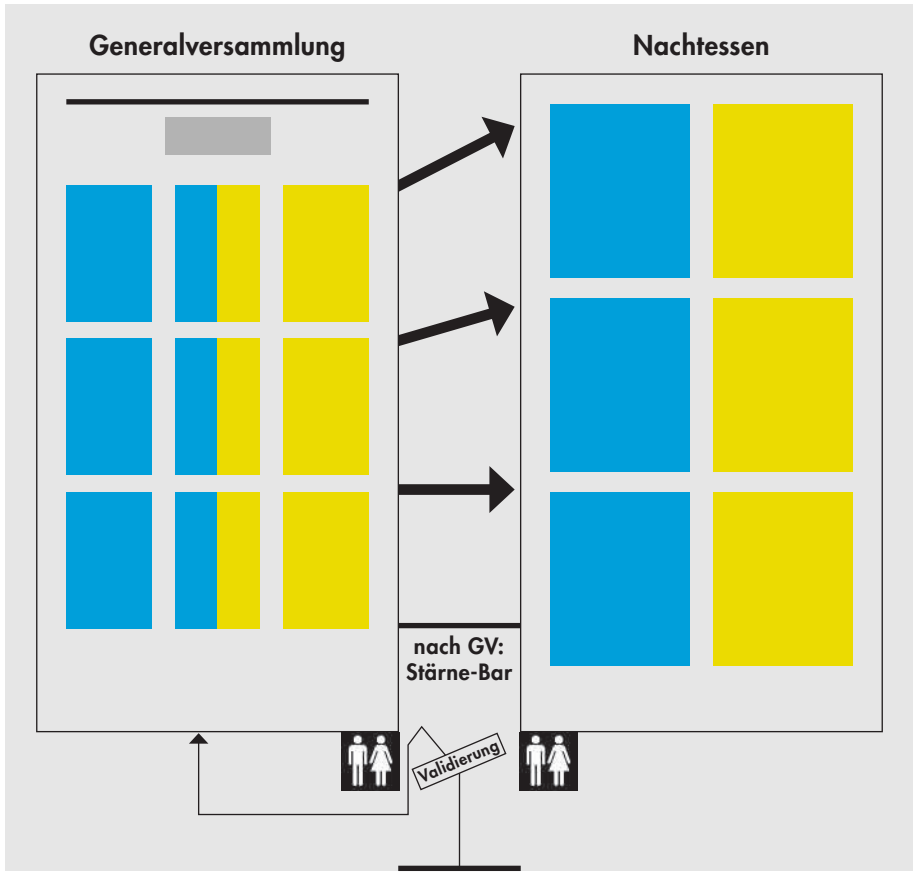 Generalversammlung
Nachtessen
nach GV:
Stärne-Bar
Validierung